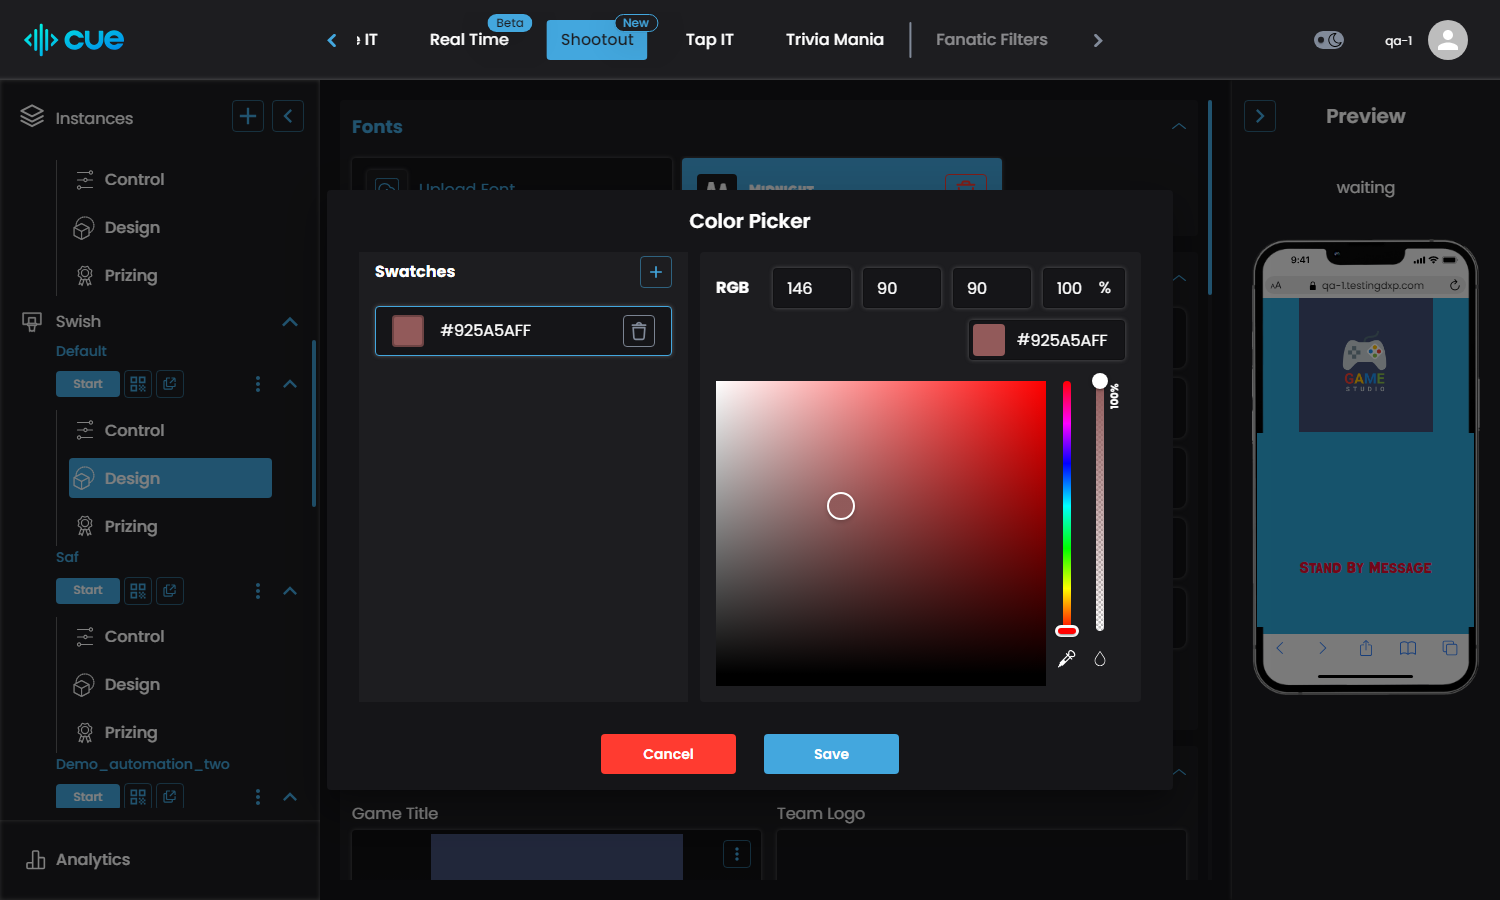 cue
e IT
Real Time
Beta
Shootout
New
Tap IT
Trivia Mania
Fanatic Filters
qa-1
Instances
Control
Design
Prizing
Swish
Default
Start
Control
Design
Prizing
Saf
Start
Control
Design
Prizing
Demo_automation_two
Start
Analytics
Fonts
Upload Font
Midnight
Color Picker
Swatches
#925A5AFF
RGB
146
90
90
100 %
#925A5AFF
100%
Cancel
Save
Game Title
Team Logo
Preview
waiting
9:41
AA
qa-1.testingdxp.com
GAME
STUDIO
Stand By Message